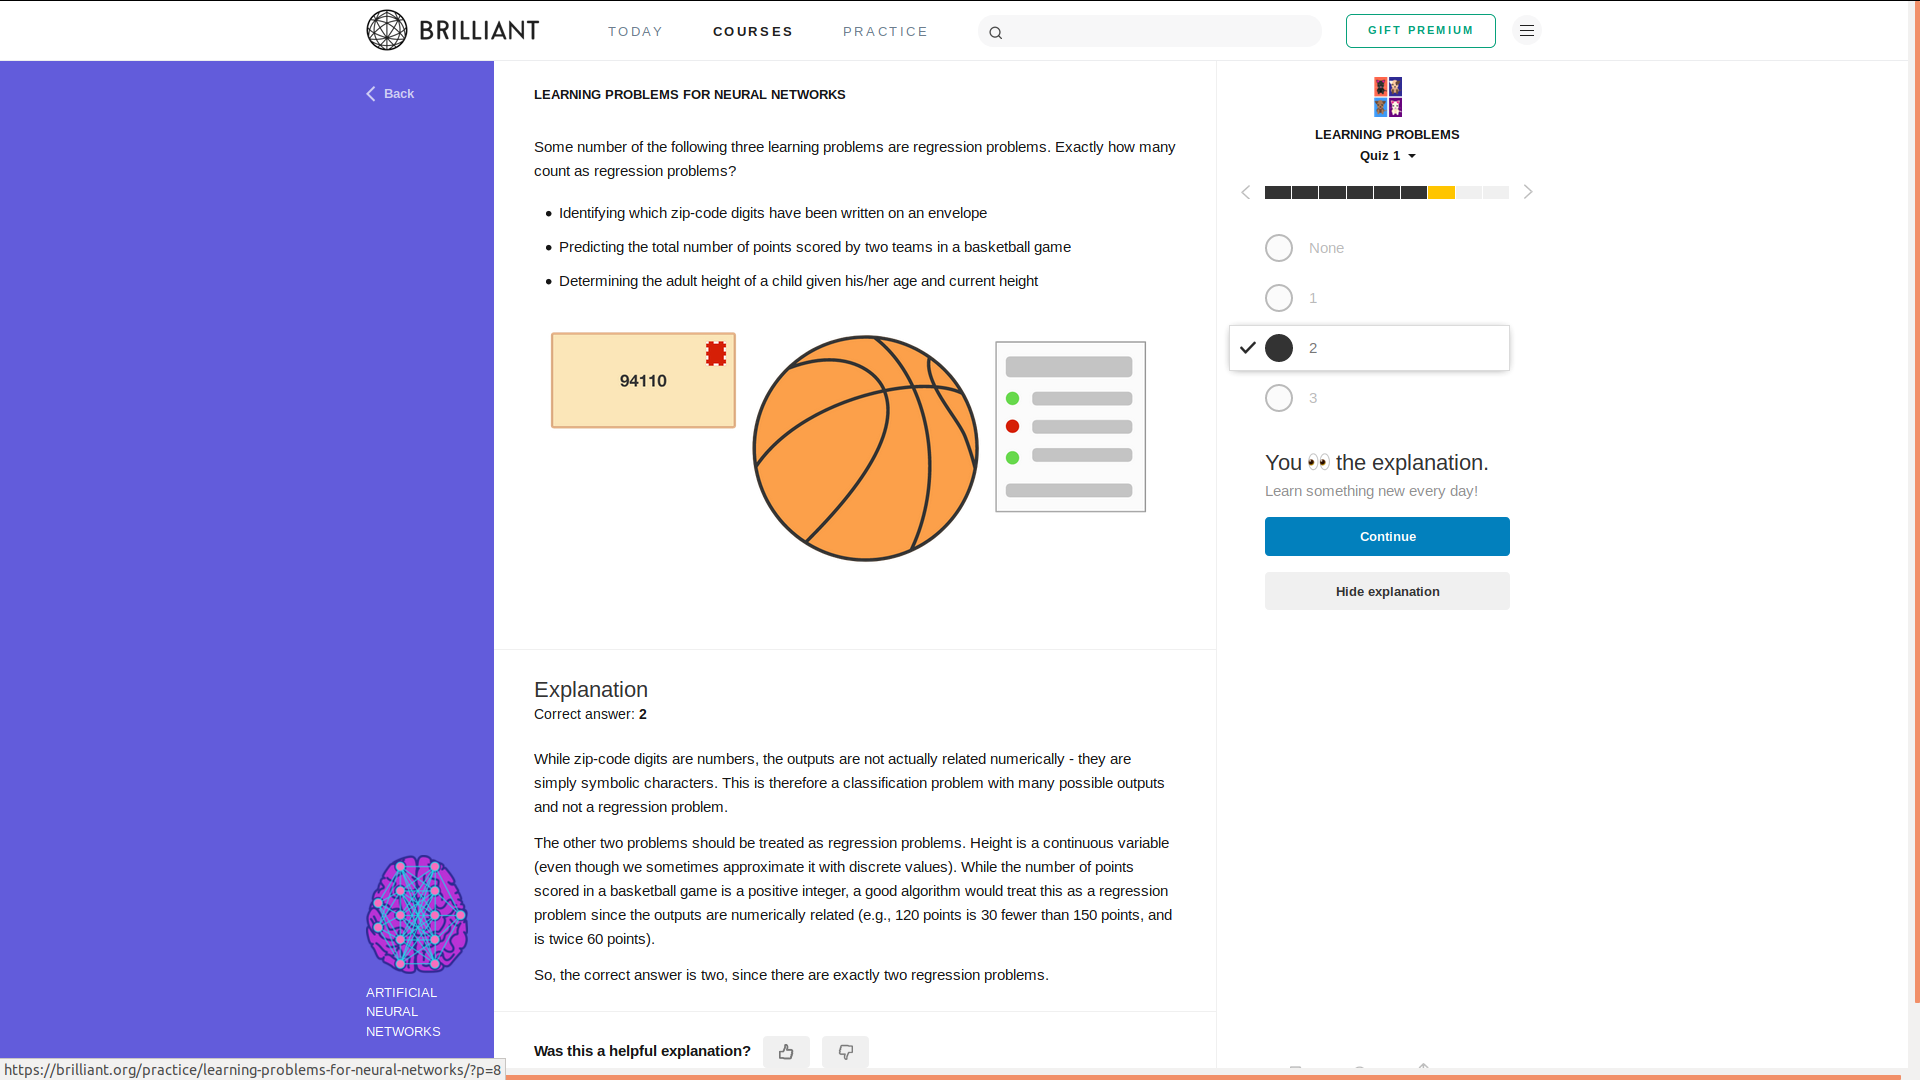 BRILLIANT
TODAY
COURSES
PRACTICE
GIFT PREMIUM
Back
LEARNING PROBLEMS FOR NEURAL NETWORKS
Some number of the following three learning problems are regression problems. Exactly how many
count as regression problems?
Identifying which zip-code digits have been written on an envelope
Predicting the total number of points scored by two teams in a basketball game
Determining the adult height of a child given his/her age and current height
94110
Explanation
Correct answer: 2
While zip-code digits are numbers, the outputs are not actually related numerically - they are
simply symbolic characters. This is therefore a classification problem with many possible outputs
and not a regression problem.
The other two problems should be treated as regression problems. Height is a continuous variable
(even though we sometimes approximate it with discrete values). While the number of points
scored in a basketball game is a positive integer, a good algorithm would treat this as a regression
problem since the outputs are numerically related (e.g., 120 points is 30 fewer than 150 points, and
is twice 60 points).
So, the correct answer is two, since there are exactly two regression problems.
Was this a helpful explanation?
LEARNING PROBLEMS
Quiz 1
None
1
2
3
You 👀 the explanation.
Learn something new every day!
Continue
Hide explanation
ARTIFICIAL
NEURAL
NETWORKS
https://brilliant.org/practice/learning-problems-for-neural-networks/?p=8